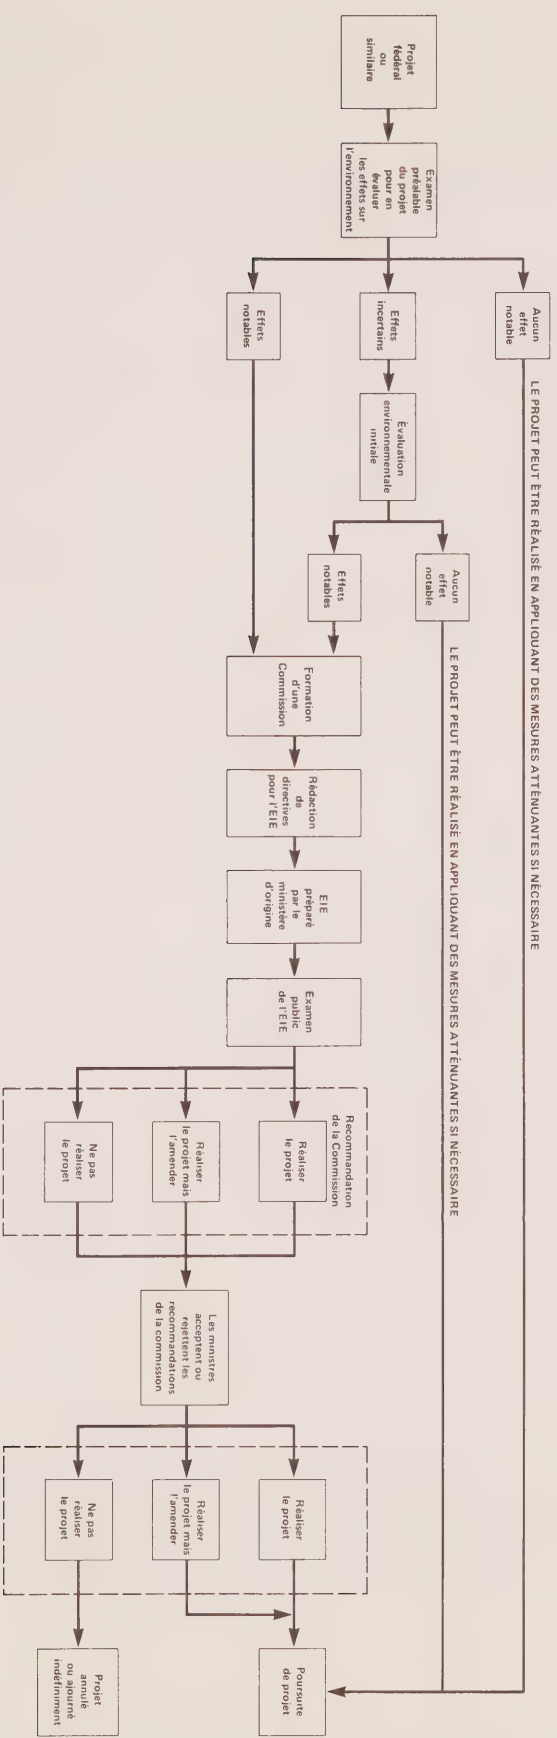 Projet
fédéral
ou
similaire
Examen
préalable
du projet
pour en
évaluer
les effets sur
l'environnement
Aucun
effet
notable
LE PROJET PEUT ÊTRE RÉALISÉ EN APPLIQUANT DES MESURES ATTÉNUANTES SI NÉCESSAIRE
Effets
incertains
Effets
notables
Évaluation
environnementale
initiale
Aucun
effet
notable
LE PROJET PEUT ÊTRE RÉALISÉ EN APPLIQUANT DES MESURES ATTÉNUANTES SI NÉCESSAIRE
Effets
notables
Formation
d'une
Commission
Rédaction
de
directives
pour l'EIE
EIE
préparé
par le
ministère
d'origine
Examen
public
de l'EIE
Recommandation
de la Commission
Réaliser
le projet
Réaliser
le projet mais
l'amender
Ne pas
réaliser
le projet
Les ministres
acceptent ou
rejettent les
recommandations
de la commission
Réaliser
le projet
Réaliser
le projet mais
l'amender
Ne pas
réaliser
le projet
Poursuite
de projet
Projet
annulé
ou ajourné
indéfiniment